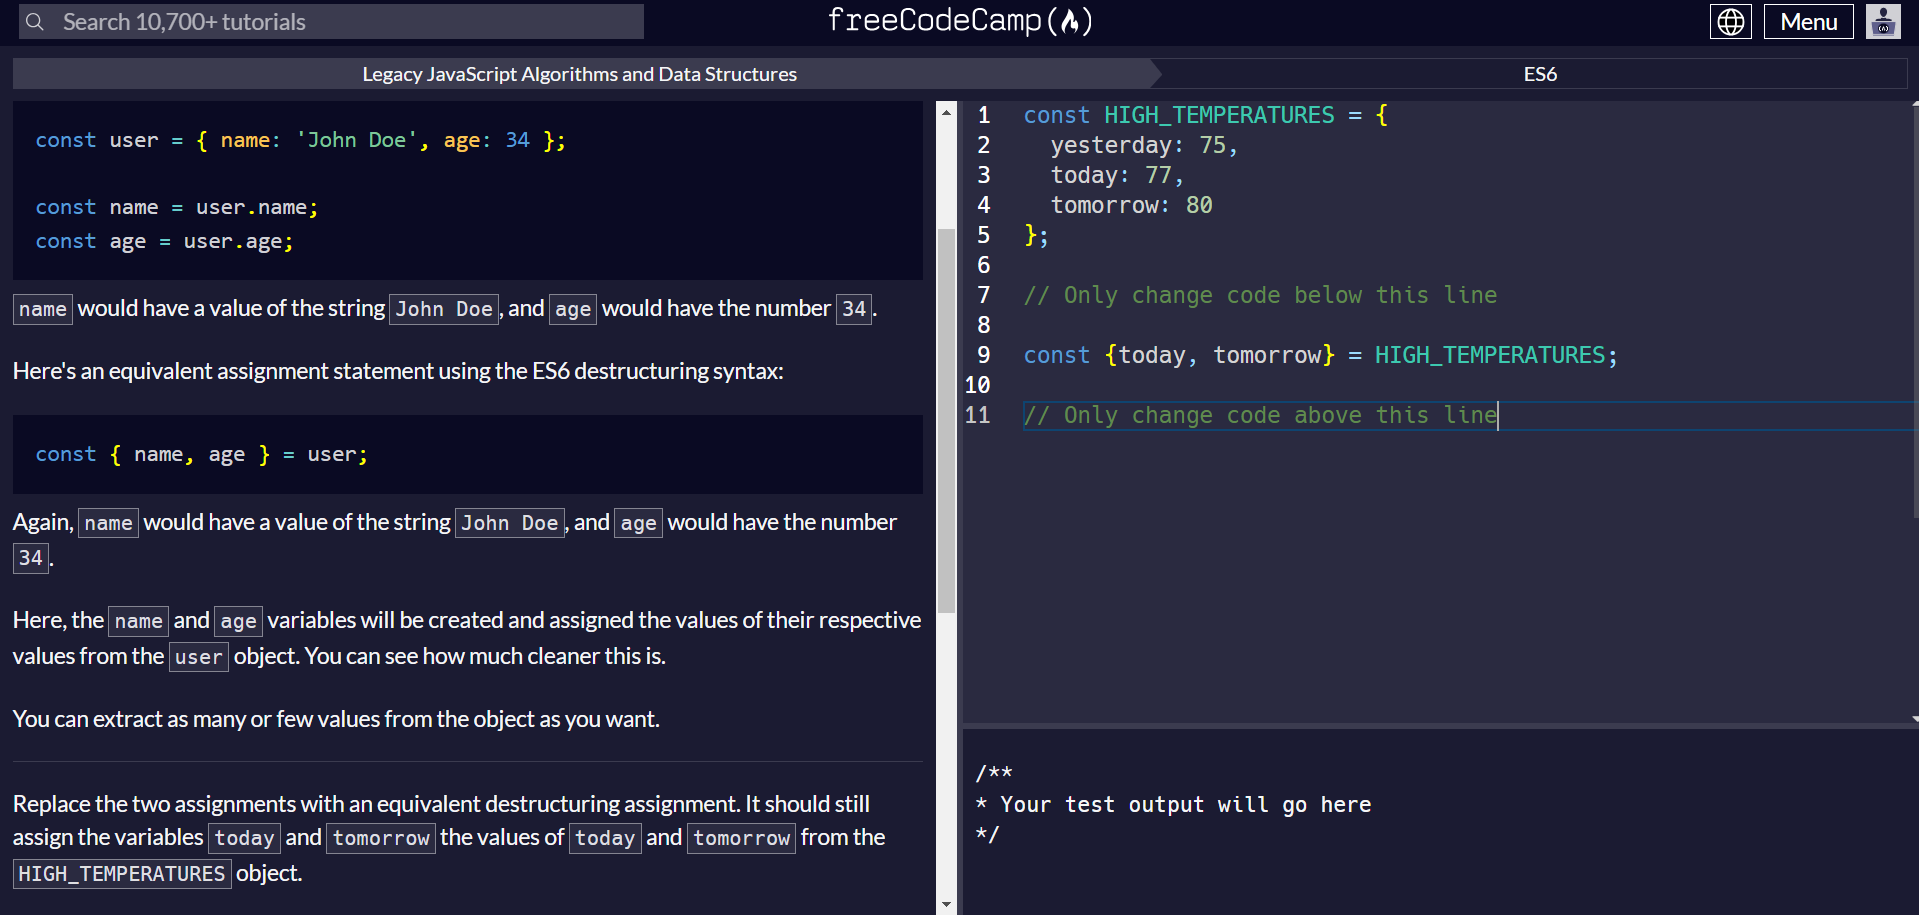 Search 10,700+ tutorials
freeCodeCamp
Menu
Legacy JavaScript Algorithms and Data Structures
ES6
const user = { name: 'John Doe', age: 34 };
const name = user.name;
const age = user.age;
name would have a value of the string John Doe, and age would have the number 34.
Here's an equivalent assignment statement using the ES6 destructuring syntax:
const { name, age } = user;
Again, name would have a value of the string John Doe, and age would have the number
34.
Here, the name and age variables will be created and assigned the values of their respective
values from the user object. You can see how much cleaner this is.
You can extract as many or few values from the object as you want.
Replace the two assignments with an equivalent destructuring assignment. It should still
assign the variables today and tomorrow the values of today and tomorrow from the
HIGH_TEMPERATURES object.
1 const HIGH_TEMPERATURES = {
2 yesterday: 75,
3 today: 77,
4 tomorrow: 80
5 };
6
7 // Only change code below this line
8
9 const {today, tomorrow} = HIGH_TEMPERATURES;
10
11 // Only change code above this line
/**
* Your test output will go here
*/